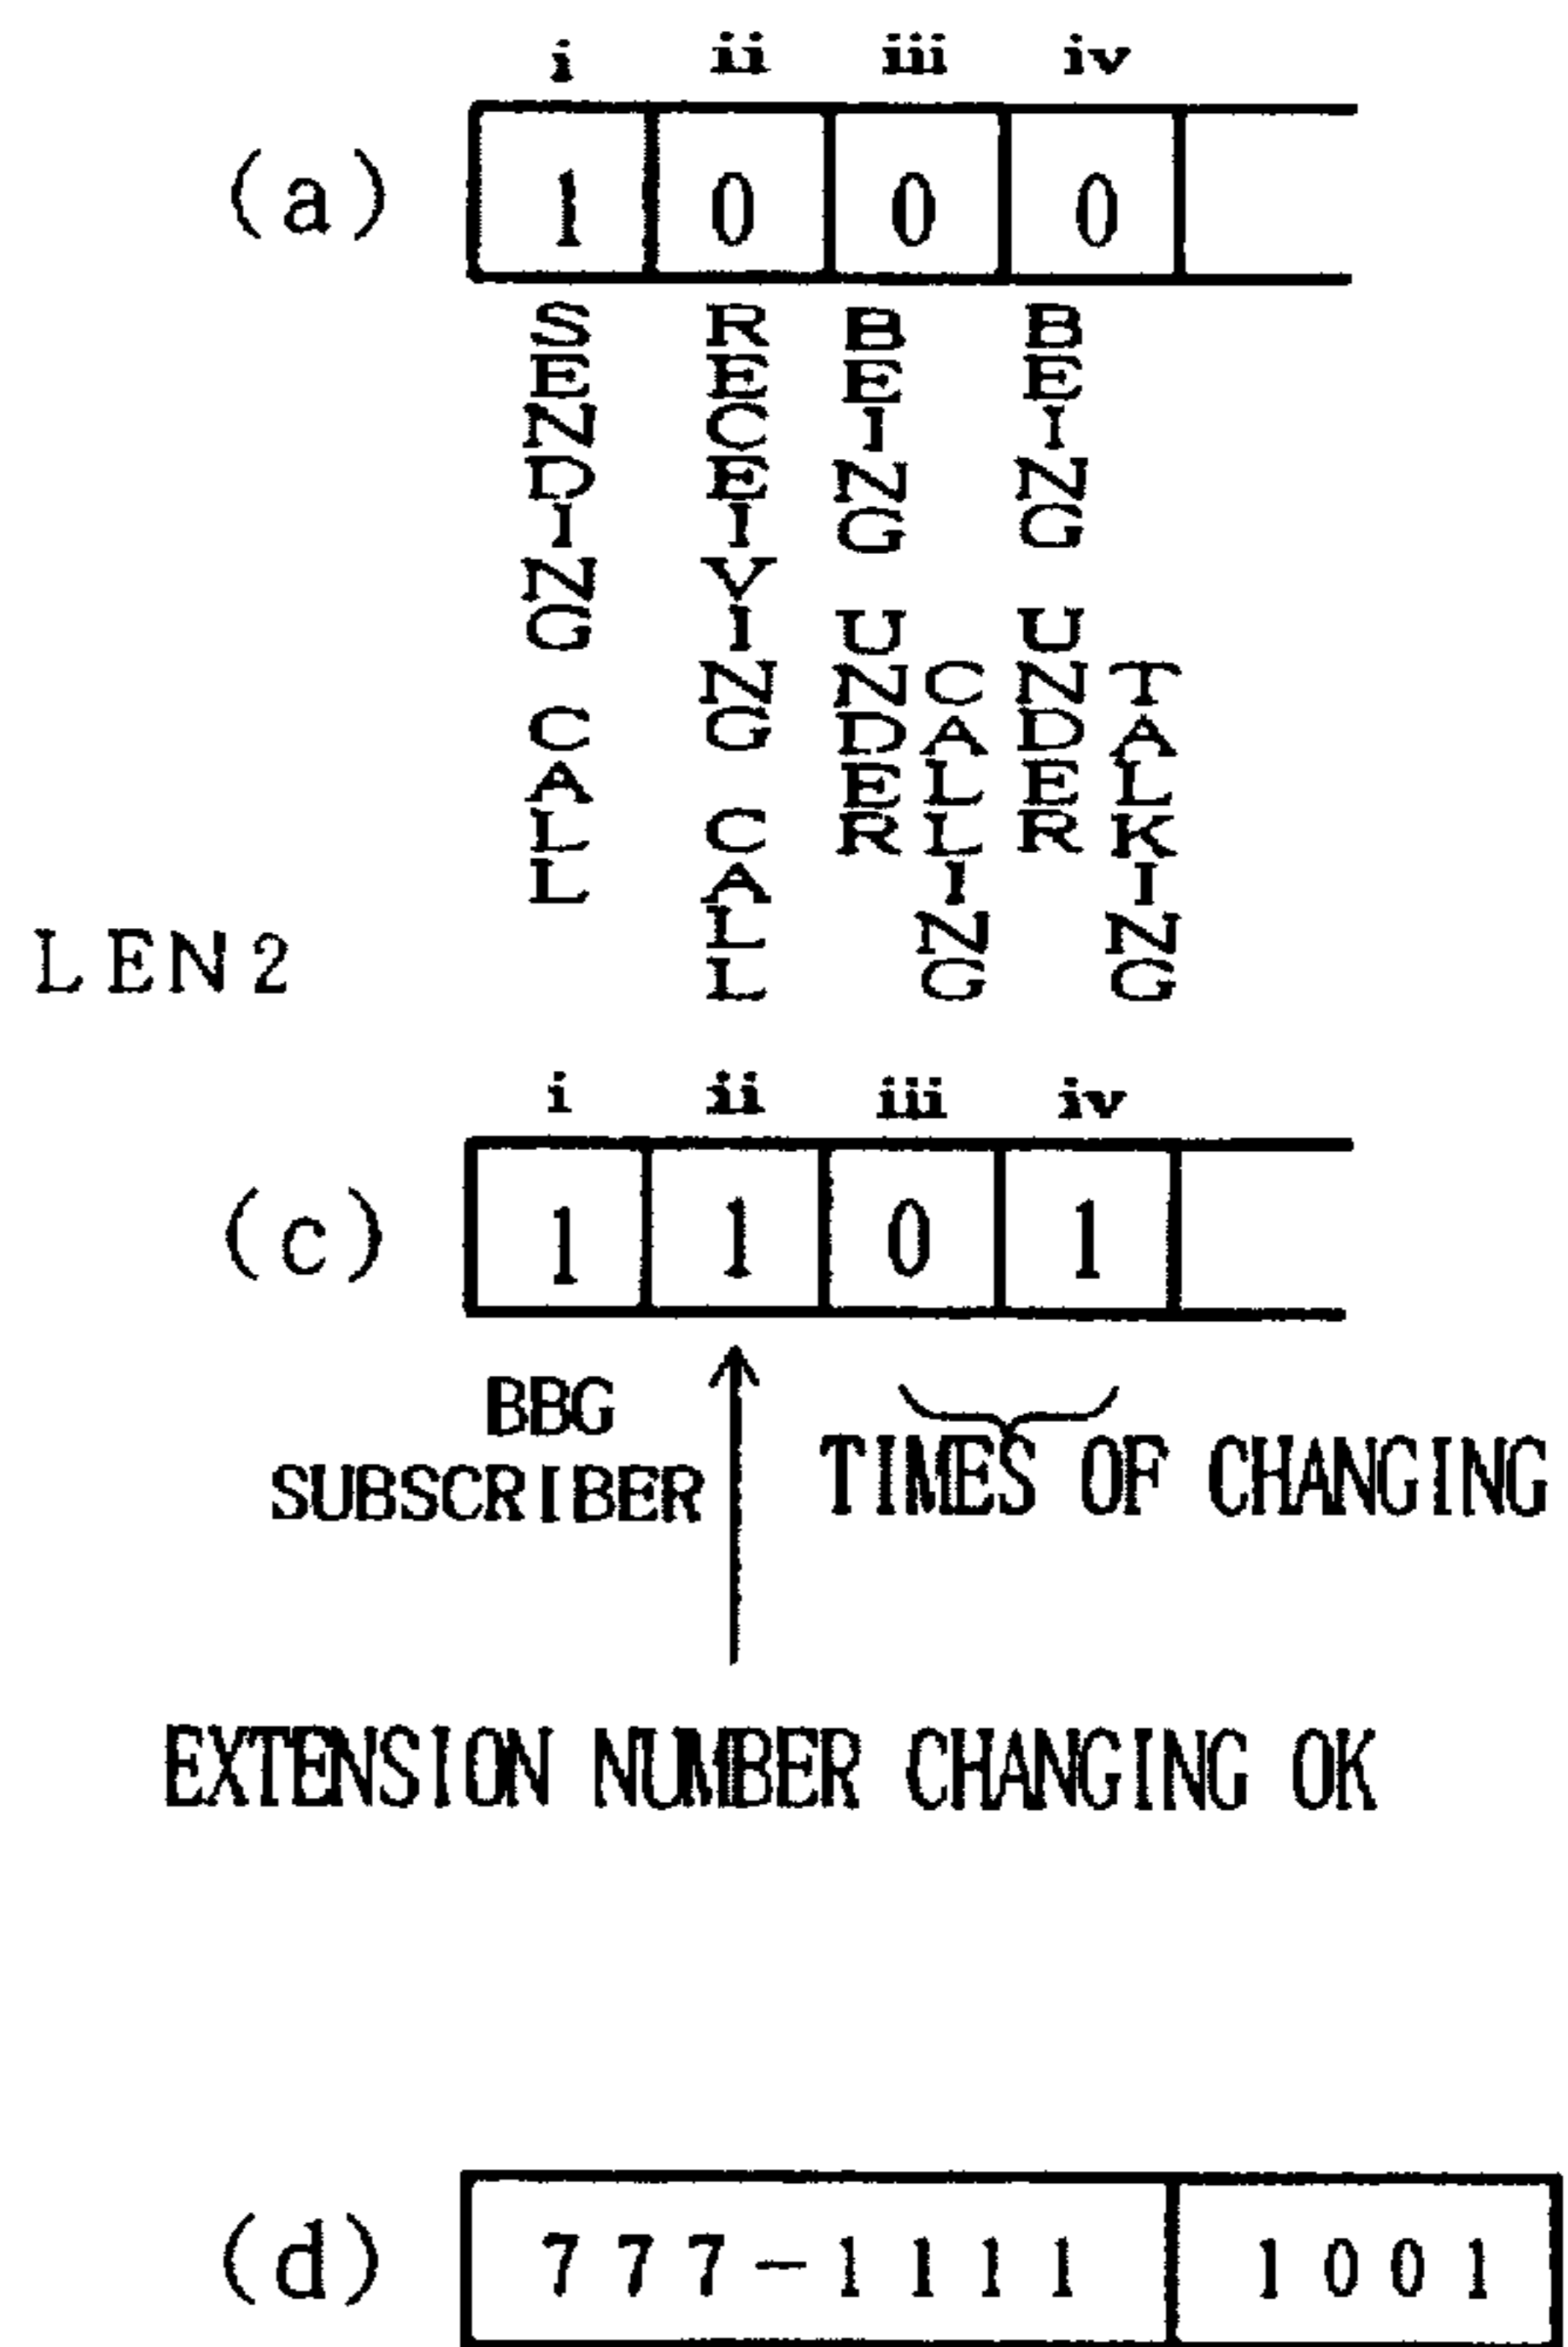 i ii iii iv
(a) 1 0 0 0
SENDING CALL
RECEIVING CALL
BEING UNDER CALLING
BEING UNDER TALKING
LEN2
i ii iii iv
(c) 1 1 0 1
BBG
SUBSCRIBER
TIMES OF CHANGING
EXTENSION NUMBER CHANGING OK
(d) 777-1111 1001